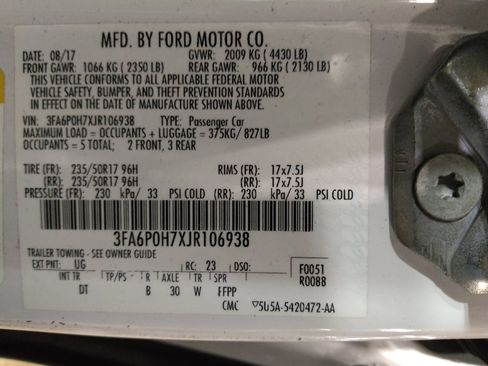 MFD. BY FORD MOTOR CO.
DATE: 08/17 GVWR: 2009 KG ( 4430 LB)
FRONT GAWR: 1066 KG ( 2350 LB) REAR GAWR: 966 KG ( 2130 LB)
THIS VEHICLE CONFORMS TO ALL APPLICABLE FEDERAL MOTOR
VEHICLE SAFETY, BUMPER, AND THEFT PREVENTION STANDARDS
IN EFFECT ON THE DATE OF MANUFACTURE SHOWN ABOVE.
VIN: 3FA6P0H7XJR106938 TYPE: Passenger Car
MAXIMUM LOAD = OCCUPANTS + LUGGAGE = 375KG/ 827LB
OCCUPANTS = 5 TOTAL; 2 FRONT, 3 REAR
TIRE (FR): 235/50R17 96H RIMS (FR): 17x7.5J
(RR): 235/50R17 96H (RR): 17x7.5J
PRESSURE (FR): 230 kPa/ 33 PSI COLD (RR): 230 kPa/ 33 PSI COLD
3FA6P0H7XJR106938
TRAILER TOWING - SEE OWNER GUIDE
EXT PNT: UG RC: 23 DSO: F0051
INT TR TP/PS R AXLE TR SPR R0088
DT B 30 W FFPP
CMC ▽5U5A-5420472-AA